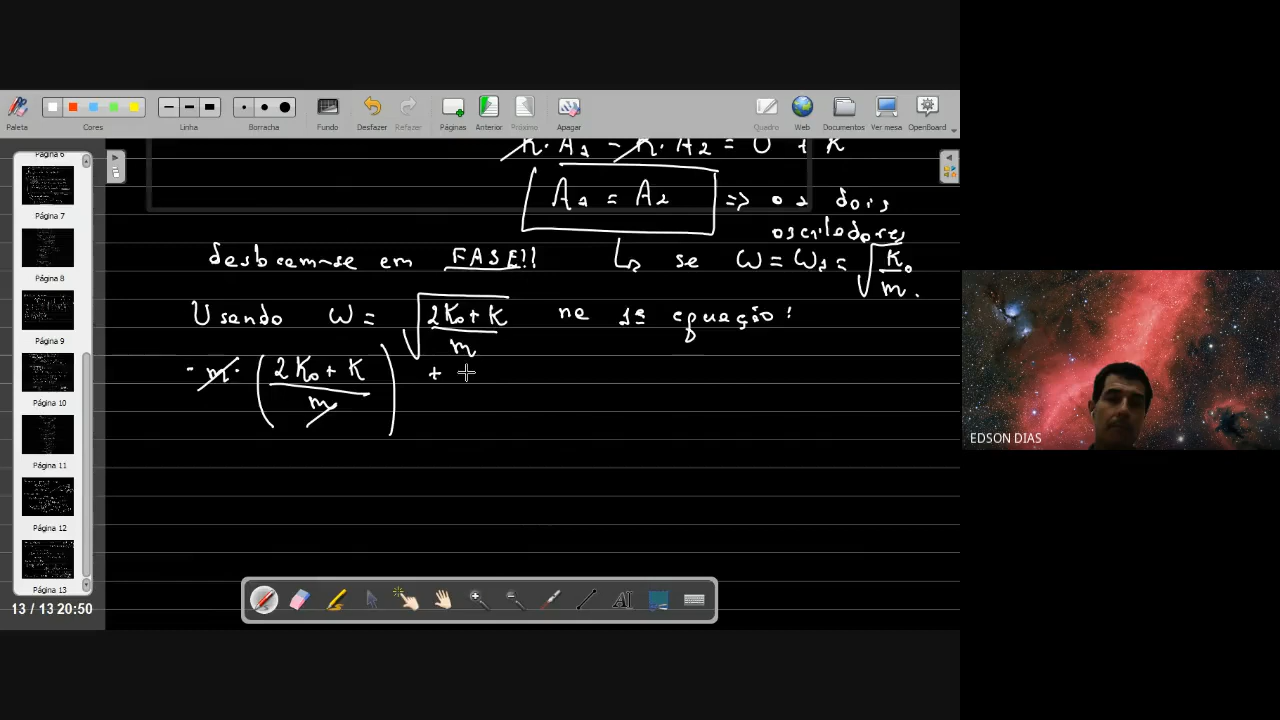 Paleta Cores Linha Borracha Fundo Desfazer Refazer Páginas Anterior Próximo Apagar Quadro Web Documentos Ver mesa OpenBoard
Página 6
Página 7
Página 8
Página 9
Página 10
Página 11
Página 12
Página 13
13 / 13 20:50
K . A₁ - K . A₂ = 0 ÷ K
A₁ = A₂ => os dois
osciladores
deslocam-se em FASE!! ↳ se ω = ω₁ = √(K₀/m).
Usando ω = √((2K₀ + K)/m) na 1ª equação:
- m · ((2K₀ + K)/m) +
EDSON DIAS